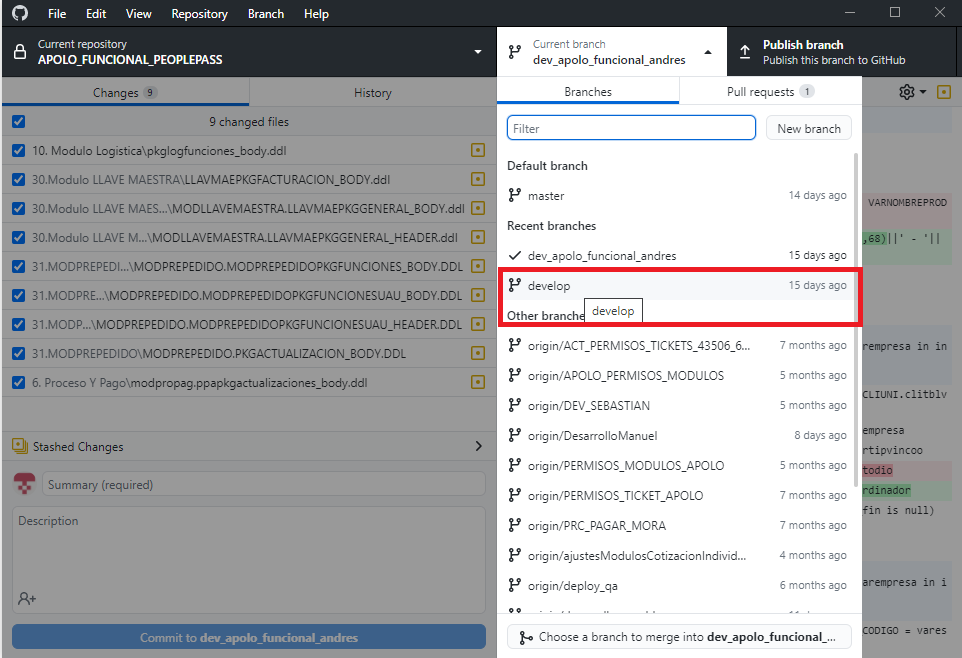 File Edit View Repository Branch Help
Current repository
APOLO_FUNCIONAL_PEOPLEPASS
Current branch
dev_apolo_funcional_andres
Publish branch
Publish this branch to GitHub
Changes 9 History
9 changed files
10. Modulo Logistica\pkglogfunciones_body.ddl
30.Modulo LLAVE MAESTRA\LLAVMAEPKGFACTURACION_BODY.ddl
30.Modulo LLAVE MAES...\MODLLAVEMAESTRA.LLAVMAEPKGGENERAL_BODY.ddl
30.Modulo LLAVE M...\MODLLAVEMAESTRA.LLAVMAEPKGGENERAL_HEADER.ddl
31.MODPREPEDI...\MODPREPEDIDO.MODPREPEDIDOPKGFUNCIONES_BODY.DDL
31.MODPRE...\MODPREPEDIDO.MODPREPEDIDOPKGFUNCIONESUAU_BODY.DDL
31.MODP...\MODPREPEDIDO.MODPREPEDIDOPKGFUNCIONESUAU_HEADER.DDL
31.MODPREPEDIDO\MODPREPEDIDO.PKGACTUALIZACION_BODY.DDL
6. Proceso Y Pago\modpropag.ppapkgactualizaciones_body.ddl
Stashed Changes
Summary (required)
Description
Commit to dev_apolo_funcional_andres
Branches Pull requests 1
Filter New branch
Default branch
master 14 days ago
Recent branches
dev_apolo_funcional_andres 15 days ago
develop 15 days ago
develop
Other branche
origin/ACT_PERMISOS_TICKETS_43506_6... 7 months ago
origin/APOLO_PERMISOS_MODULOS 5 months ago
origin/DEV_SEBASTIAN 5 months ago
origin/DesarrolloManuel 8 days ago
origin/PERMISOS_MODULOS_APOLO 5 months ago
origin/PERMISOS_TICKET_APOLO 7 months ago
origin/PRC_PAGAR_MORA 7 months ago
origin/ajustesModulosCotizacionIndivid... 4 months ago
origin/deploy_qa 6 months ago
Choose a branch to merge into dev_apolo_funcional_...
VARNOMBREPROD
,68)||' - '||
rempresa in in
CLIUNI.clitblv
empresa
rtipvincoo
todio
rdinador
fin is null)
arempresa in i
CODIGO = vares